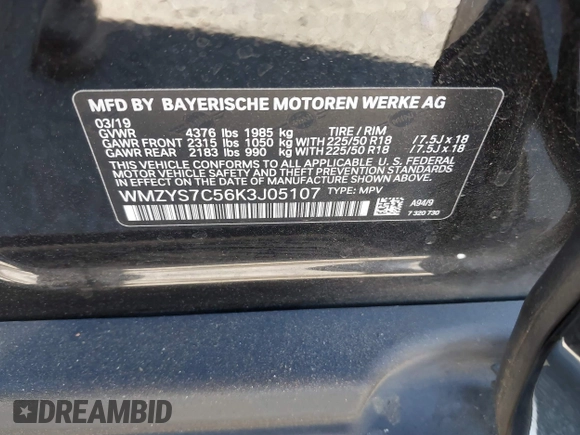 MFD BY BAYERISCHE MOTOREN WERKE AG
03/19
GVWR 4376 lbs 1985 kg TIRE / RIM
GAWR FRONT 2315 lbs 1050 kg WITH 225/50 R18 / 7.5J x 18
GAWR REAR 2183 lbs 990 kg WITH 225/50 R18 / 7.5J x 18
THIS VEHICLE CONFORMS TO ALL APPLICABLE U. S. FEDERAL
MOTOR VEHICLE SAFETY AND THEFT PREVENTION STANDARDS
IN EFFECT ON THE DATE OF MANUFACTURE SHOWN ABOVE.
WMZYS7C56K3J05107 TYPE: MPV
A94/9
7 320 730
DREAMBID